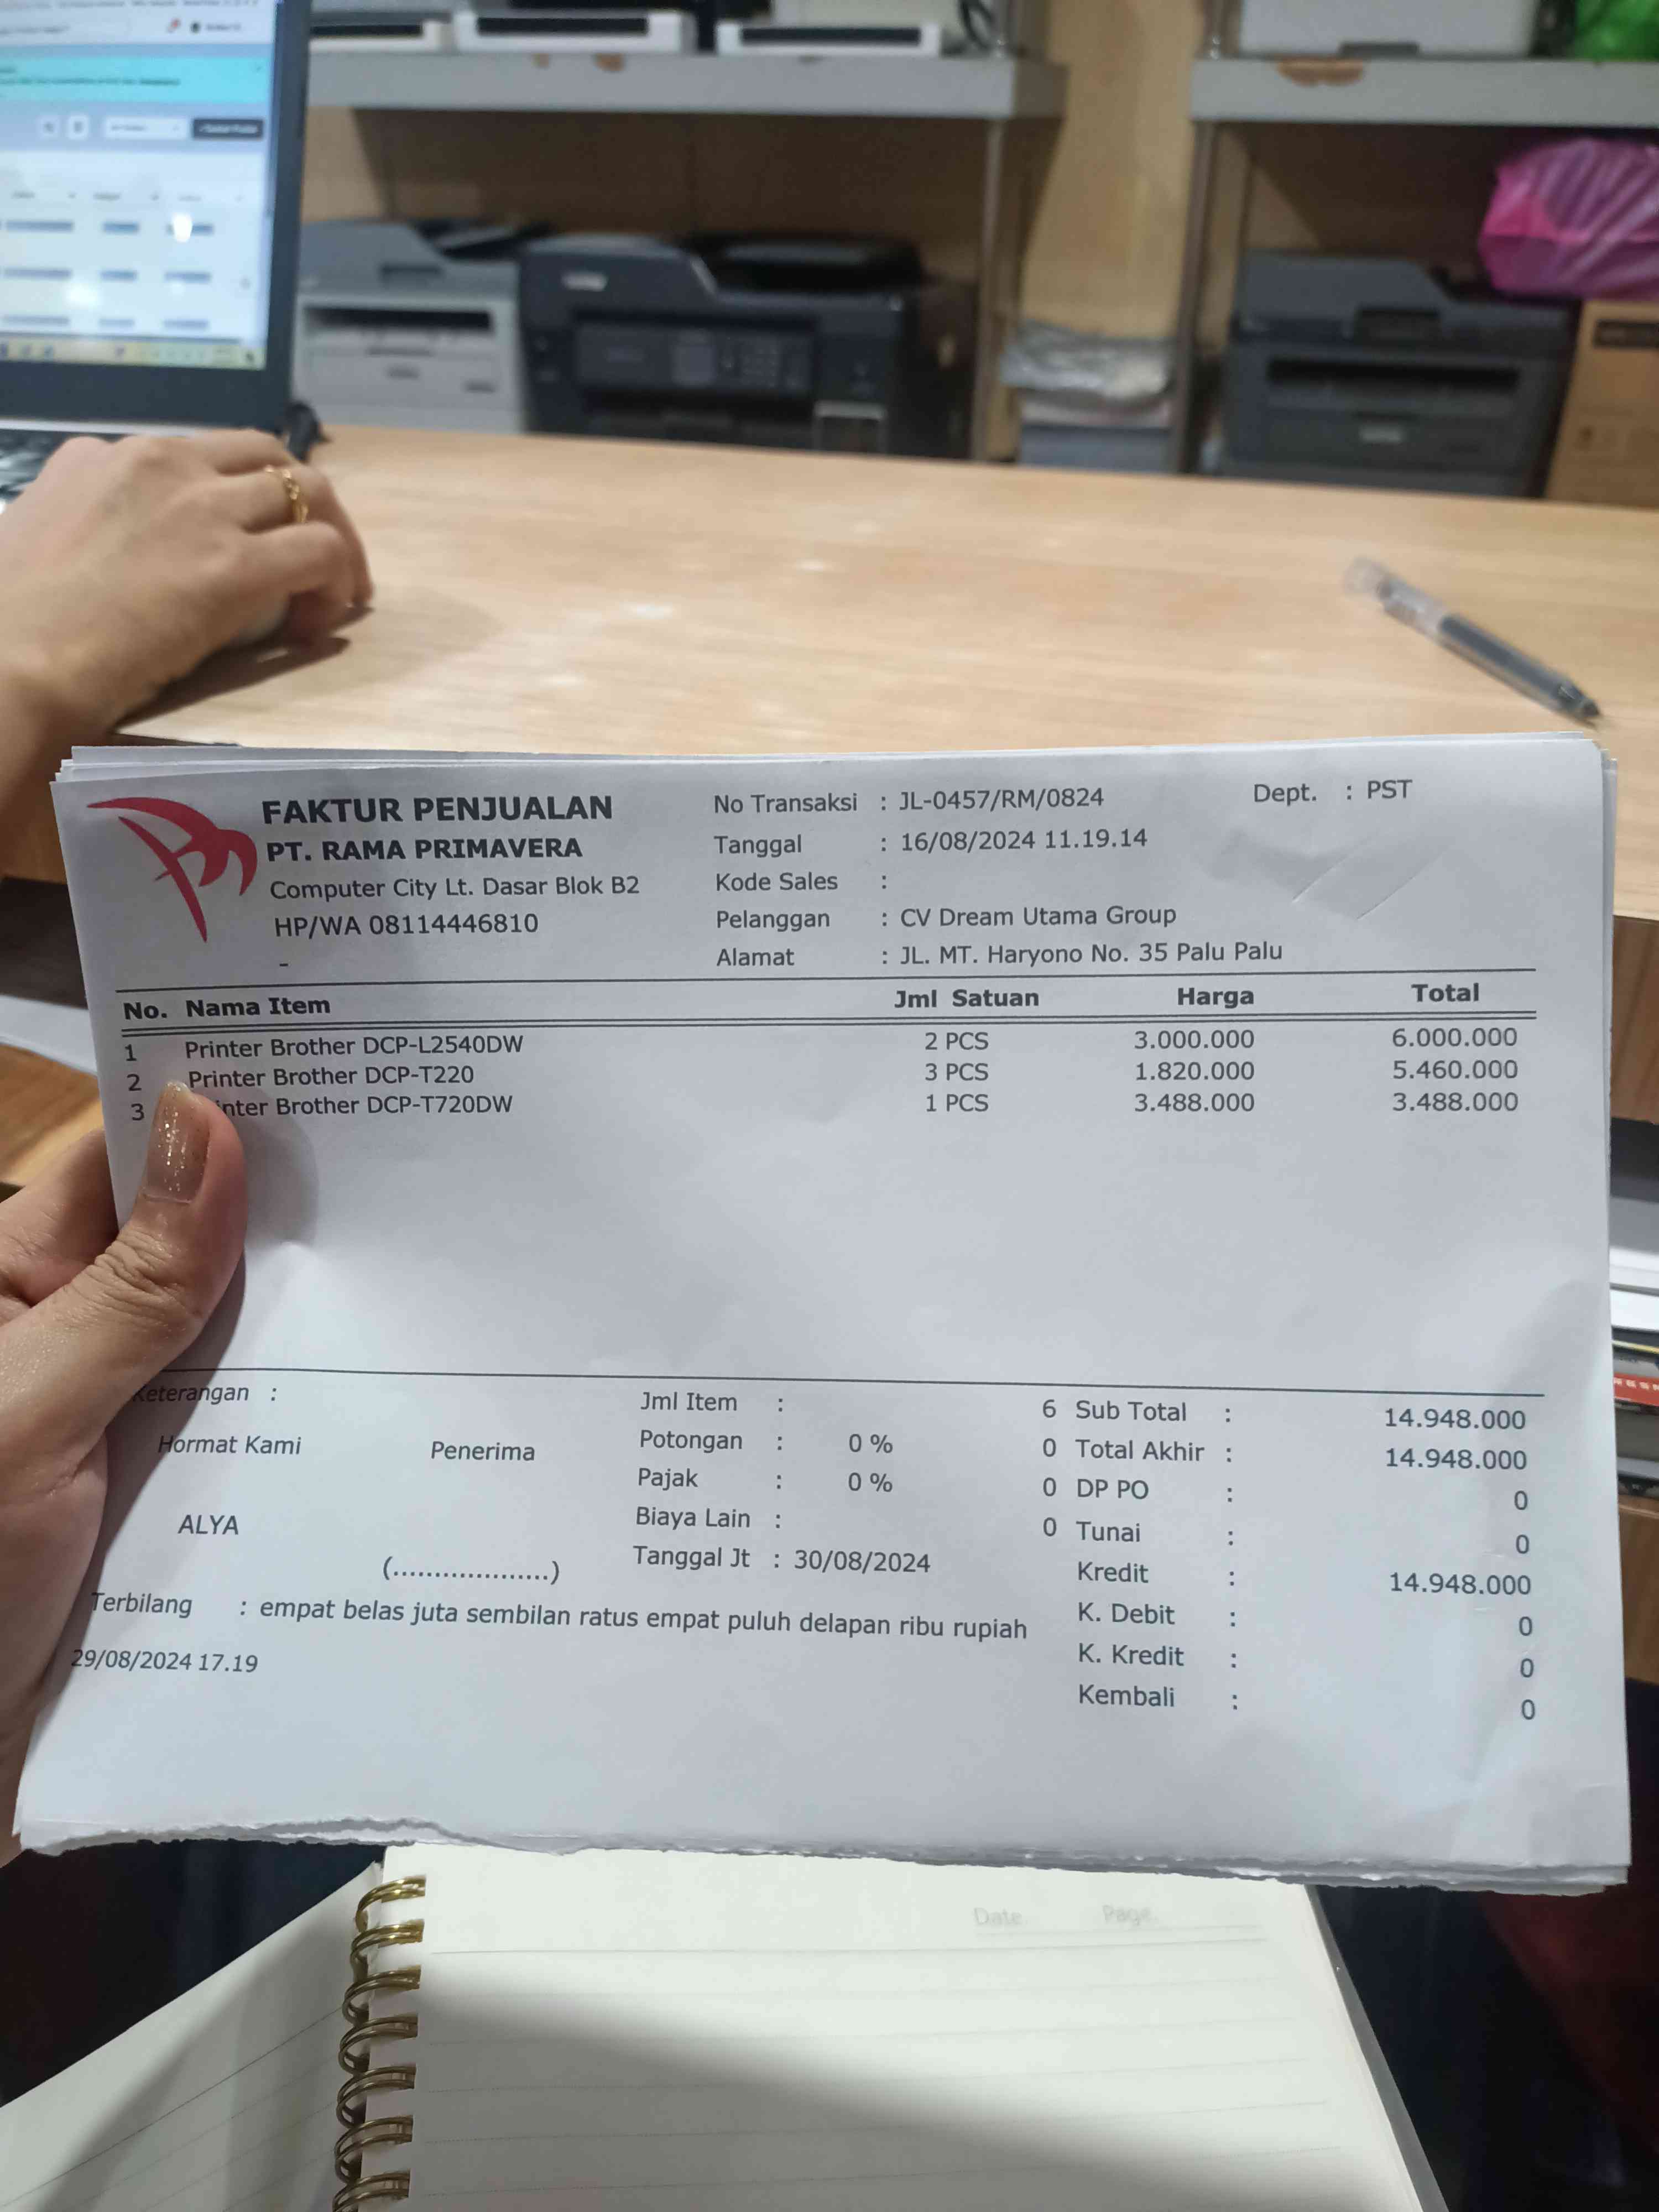 FAKTUR PENJUALAN
PT. RAMA PRIMAVERA
Computer City Lt. Dasar Blok B2
HP/WA 08114446810
-
No Transaksi : JL-0457/RM/0824
Tanggal : 16/08/2024 11.19.14
Kode Sales :
Pelanggan : CV Dream Utama Group
Alamat : JL. MT. Haryono No. 35 Palu Palu
Dept. : PST
No. Nama Item Jml Satuan Harga Total
1 Printer Brother DCP-L2540DW 2 PCS 3.000.000 6.000.000
2 Printer Brother DCP-T220 3 PCS 1.820.000 5.460.000
3 inter Brother DCP-T720DW 1 PCS 3.488.000 3.488.000
Keterangan :
Hormat Kami Penerima
ALYA
(...................)
Jml Item : 6
Potongan : 0 % 0
Pajak : 0 % 0
Biaya Lain : 0
Tanggal Jt : 30/08/2024
Sub Total : 14.948.000
Total Akhir : 14.948.000
DP PO : 0
Tunai : 0
Kredit : 14.948.000
K. Debit : 0
K. Kredit : 0
Kembali : 0
Terbilang : empat belas juta sembilan ratus empat puluh delapan ribu rupiah
29/08/2024 17.19
Date Page